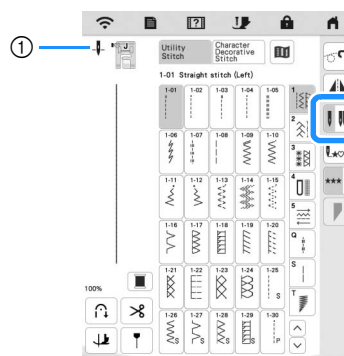 ?
①
J
Utility Stitch
Character Decorative Stitch
1-01 Straight stitch (Left)
1-01 1-02 1-03 1-04 1-05
1
1-06 1-07 1-08 1-09 1-10
2
3
1-11 1-12 1-13 1-14 1-15
4
1-16 1-17 1-18 1-19 1-20
5
Q
1-21 1-22 1-23 1-24 1-25
S
S
100%
T
1-26 1-27 1-28 1-29 1-30
S S S S P